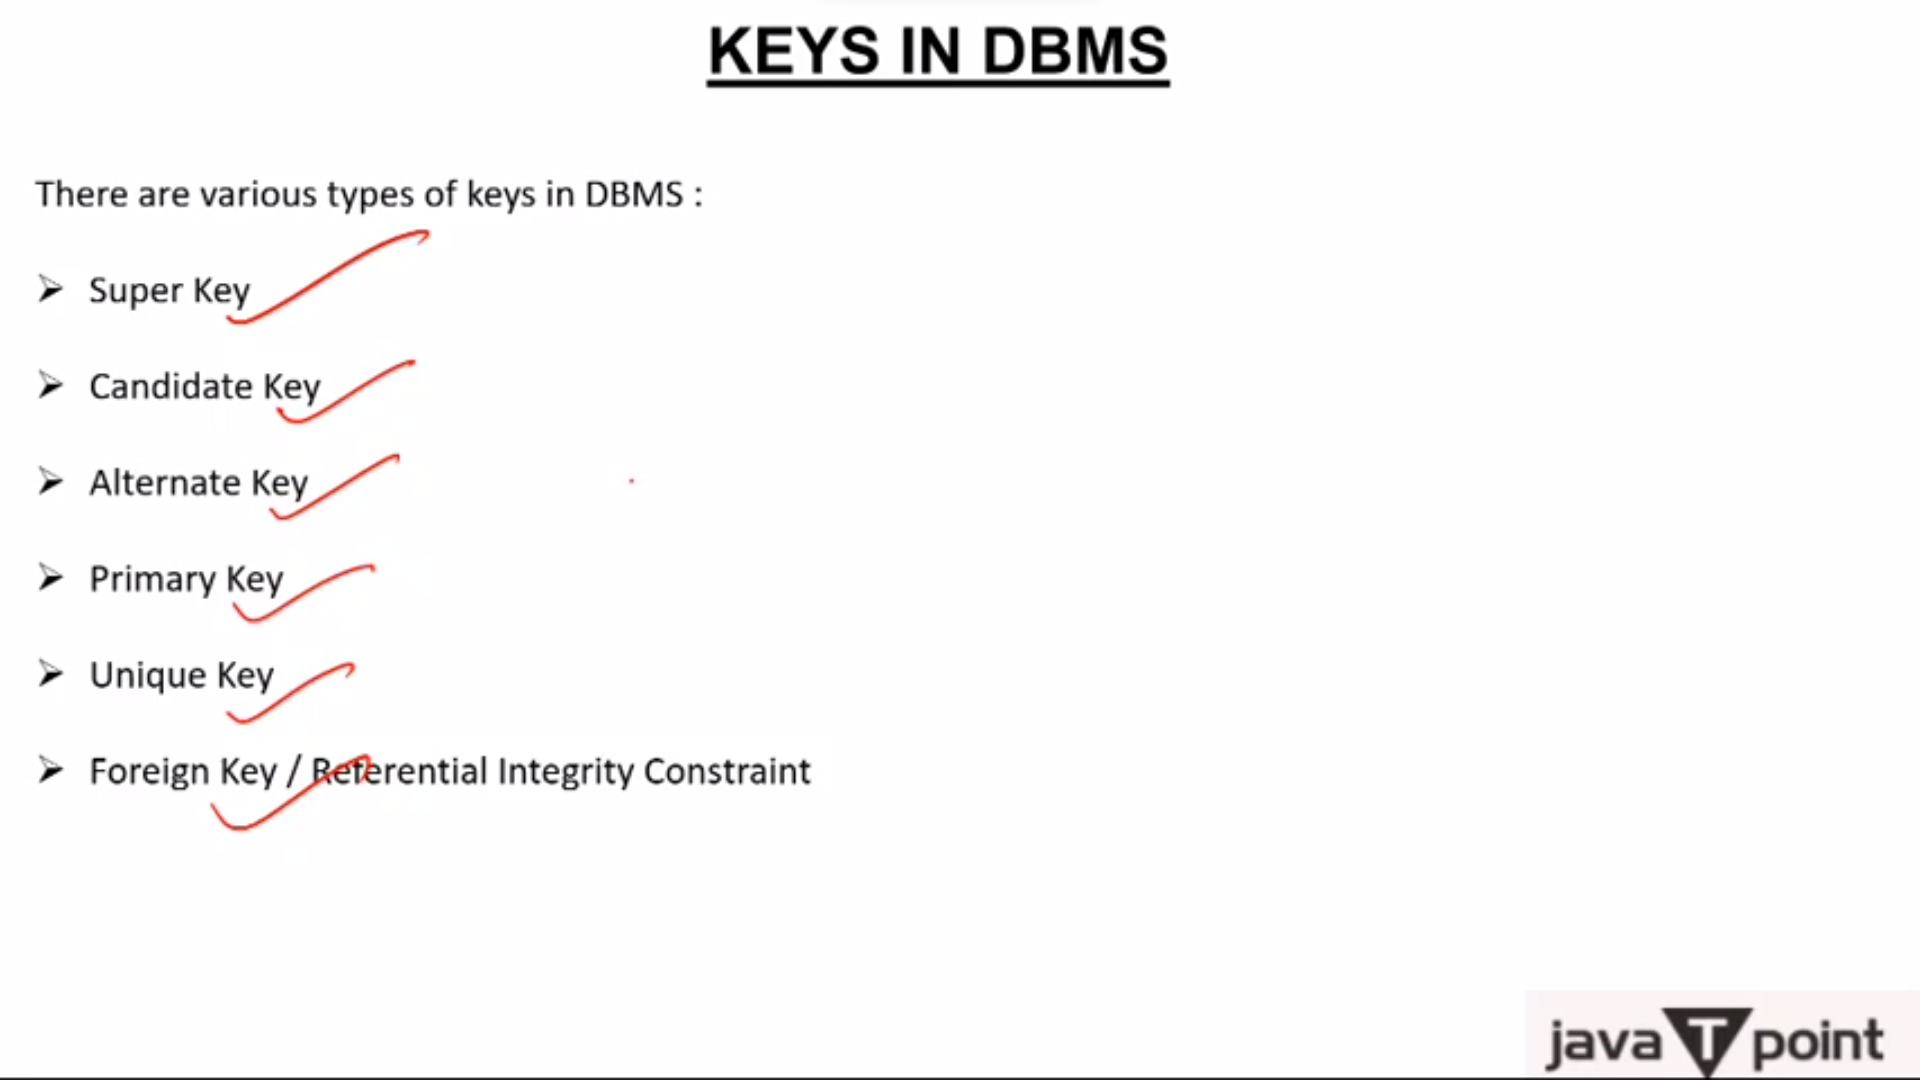 KEYS IN DBMS
There are various types of keys in DBMS :
➢ Super Key
➢ Candidate Key
➢ Alternate Key
➢ Primary Key
➢ Unique Key
➢ Foreign Key / Referential Integrity Constraint
java T point